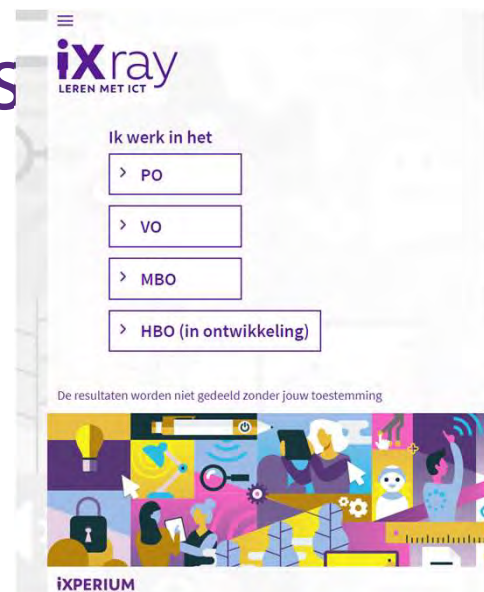 s
iXray
LEREN MET ICT
Ik werk in het
> PO
> VO
> MBO
> HBO (in ontwikkeling)
De resultaten worden niet gedeeld zonder jouw toestemming
iXPERIUM